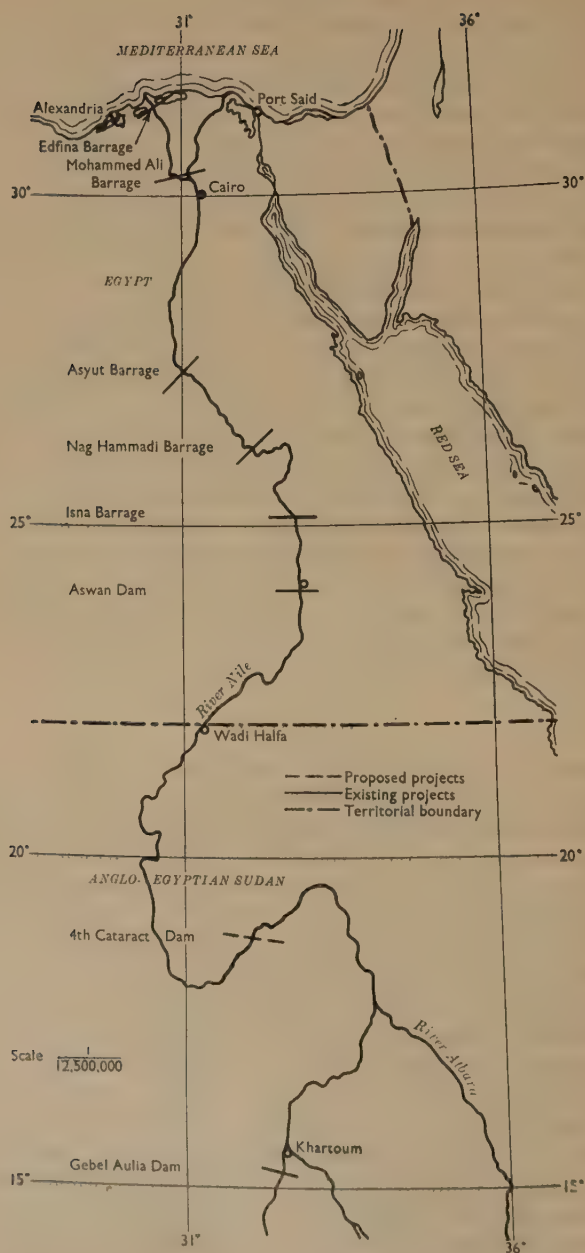 31°
36°
MEDITERRANEAN SEA
Alexandria
Port Said
Edfina Barrage
Mohammed Ali
Barrage
30°
Cairo
30°
EGYPT
Asyut Barrage
Nag Hammadi Barrage
RED SEA
Isna Barrage
25°
25°
Aswan Dam
River Nile
Wadi Halfa
Proposed projects
Existing projects
Territorial boundary
20°
20°
ANGLO-EGYPTIAN SUDAN
4th Cataract Dam
River Atbara
Scale 1
12,500,000
Khartoum
Gebel Aulia Dam
15°
15°
31°
36°